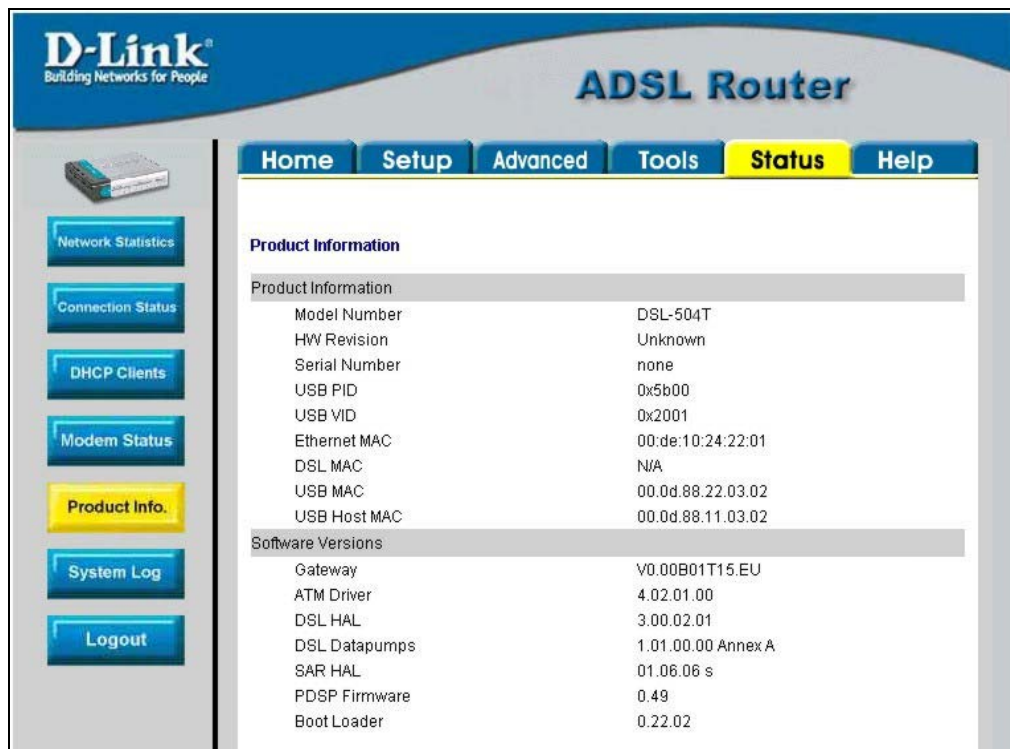 D-Link
Building Networks for People
ADSL Router
Home Setup Advanced Tools Status Help
Network Statistics
Connection Status
DHCP Clients
Modem Status
Product Info.
System Log
Logout
Product Information
Product Information
Model Number DSL-504T
HW Revision Unknown
Serial Number none
USB PID 0x5b00
USB VID 0x2001
Ethernet MAC 00:de:10:24:22:01
DSL MAC N/A
USB MAC 00.0d.88.22.03.02
USB Host MAC 00.0d.88.11.03.02
Software Versions
Gateway V0.00B01T15.EU
ATM Driver 4.02.01.00
DSL HAL 3.00.02.01
DSL Datapumps 1.01.00.00 Annex A
SAR HAL 01.06.06 s
PDSP Firmware 0.49
Boot Loader 0.22.02